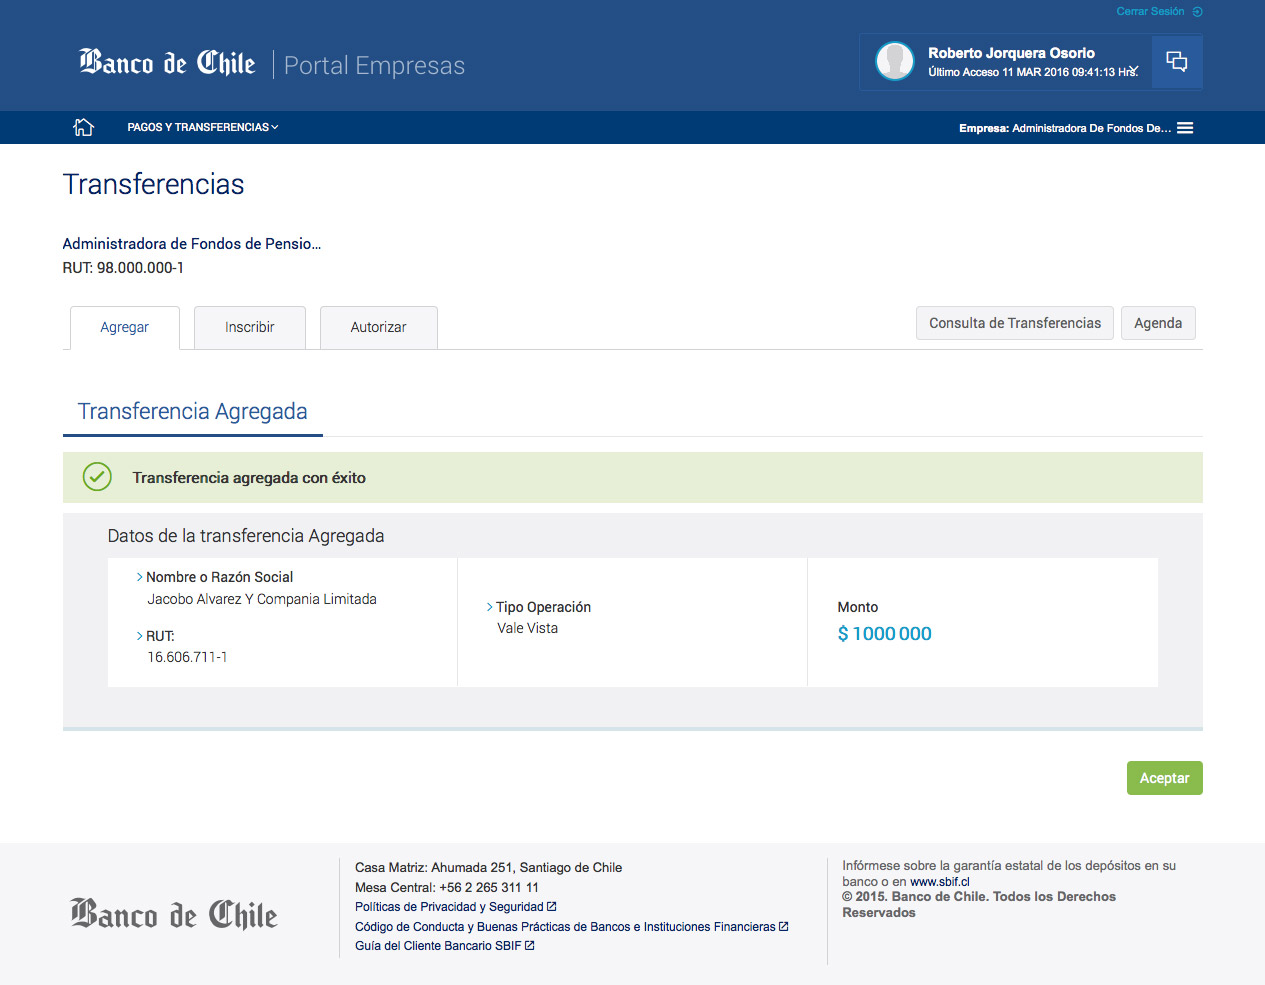 Cerrar Sesión
Banco de Chile
Portal Empresas
Roberto Jorquera Osorio
Último Acceso 11 MAR 2016 09:41:13 Hrs.
PAGOS Y TRANSFERENCIAS
Empresa: Administradora De Fondos De...
Transferencias
Administradora de Fondos de Pensio...
RUT: 98.000.000-1
Agregar
Inscribir
Autorizar
Consulta de Transferencias
Agenda
Transferencia Agregada
Transferencia agregada con éxito
Datos de la transferencia Agregada
Nombre o Razón Social
Jacobo Alvarez Y Compania Limitada
RUT:
16.606.711-1
Tipo Operación
Vale Vista
Monto
$ 1000 000
Aceptar
Banco de Chile
Casa Matriz: Ahumada 251, Santiago de Chile
Mesa Central: +56 2 265 311 11
Políticas de Privacidad y Seguridad
Código de Conducta y Buenas Prácticas de Bancos e Instituciones Financieras
Guía del Cliente Bancario SBIF
Infórmese sobre la garantía estatal de los depósitos en su
banco o en www.sbif.cl
© 2015. Banco de Chile. Todos los Derechos
Reservados